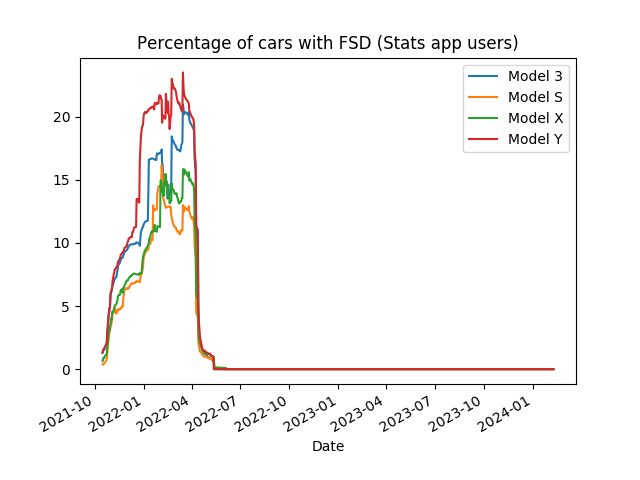 Percentage of cars with FSD (Stats app users)
Model 3
Model S
Model X
Model Y
20
15
10
5
0
2021-10
2022-01
2022-04
2022-07
2022-10
2023-01
2023-04
2023-07
2023-10
2024-01
Date